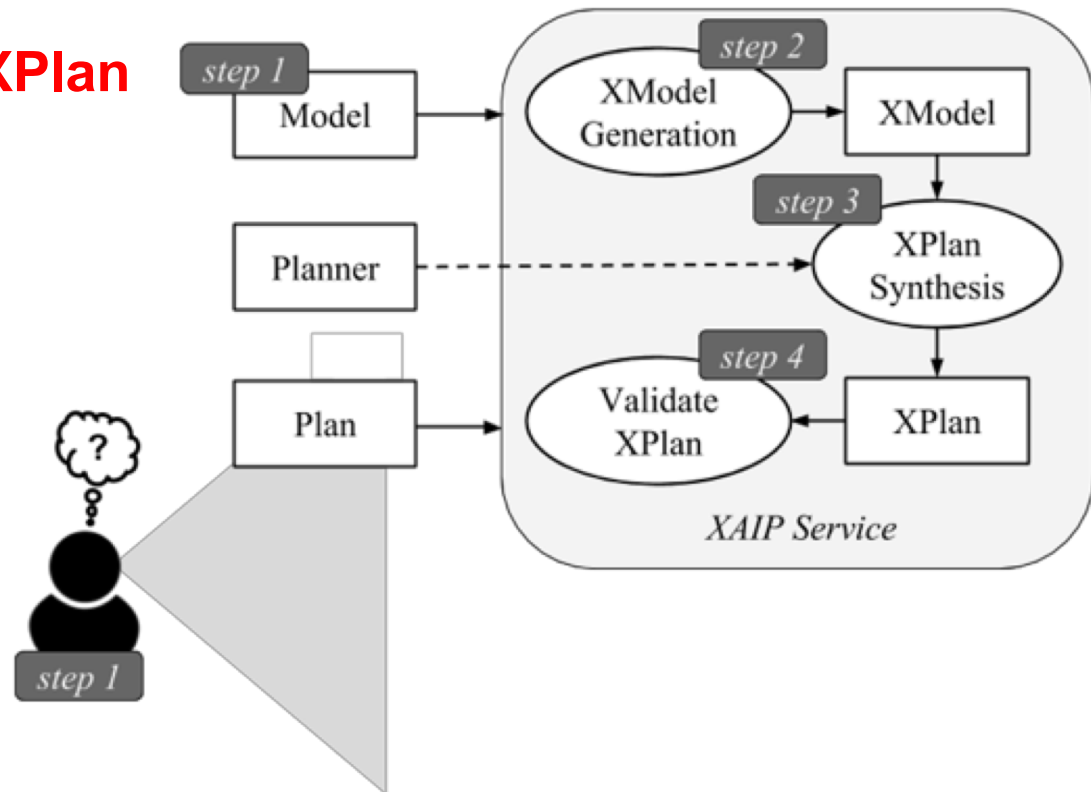 XPlan
step 1
Model
step 2
XModel
Generation
XModel
step 3
Planner
XPlan
Synthesis
Plan
step 4
Validate
XPlan
XPlan
?
XAIP Service
step 1